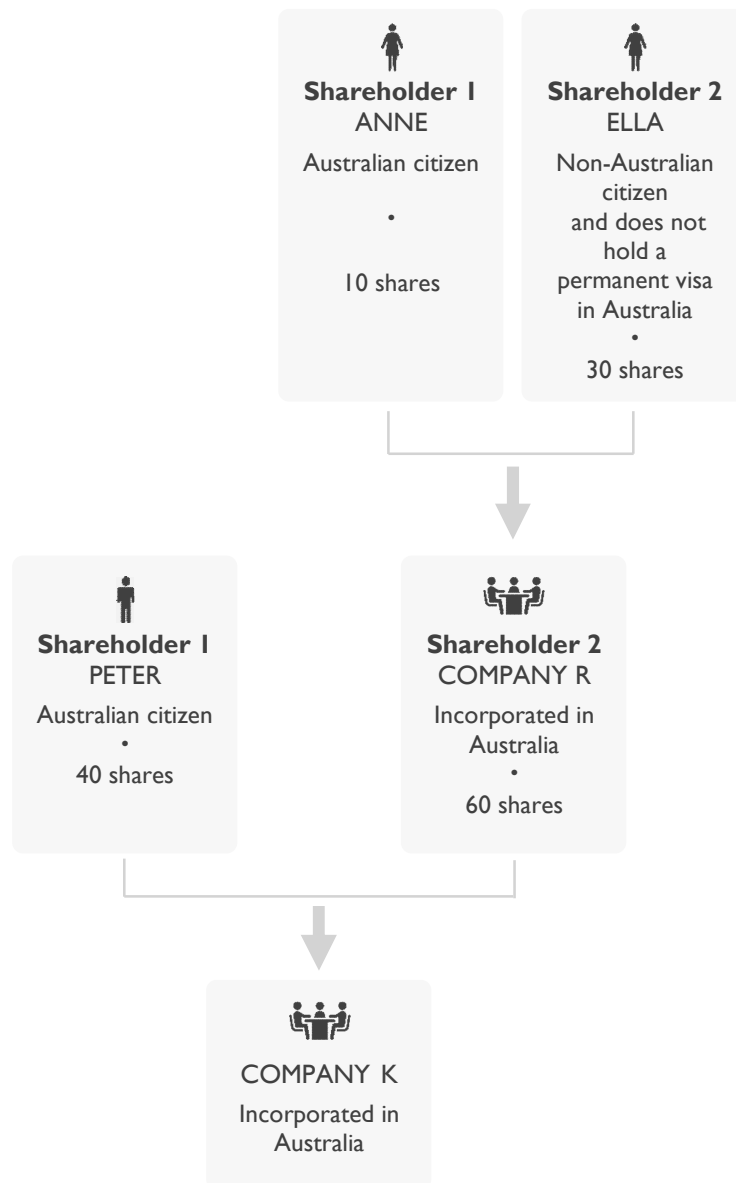 Shareholder 1
ANNE
Australian citizen
•
10 shares
Shareholder 2
ELLA
Non-Australian
citizen
and does not
hold a
permanent visa
in Australia
•
30 shares
Shareholder 1
PETER
Australian citizen
•
40 shares
Shareholder 2
COMPANY R
Incorporated in
Australia
•
60 shares
COMPANY K
Incorporated in
Australia